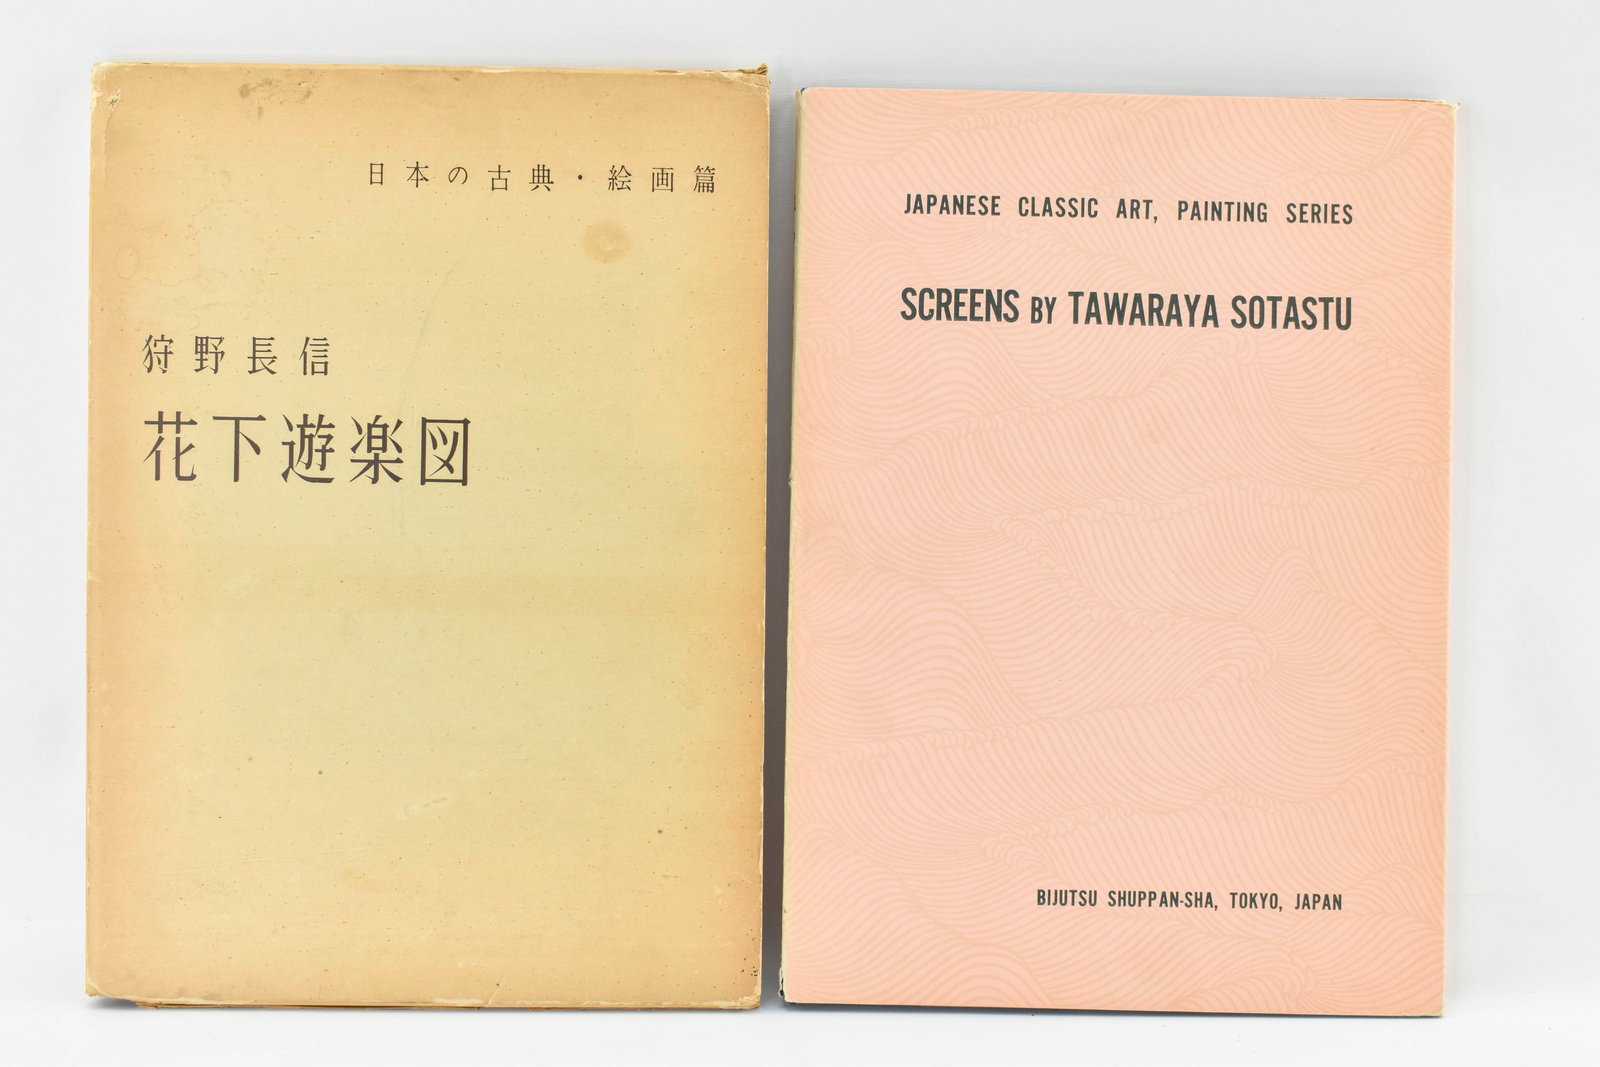 日本の古典・絵画篇
狩野長信
花下遊楽図
JAPANESE CLASSIC ART, PAINTING SERIES
SCREENS BY TAWARAYA SOTASTU
BIJUTSU SHUPPAN-SHA, TOKYO, JAPAN